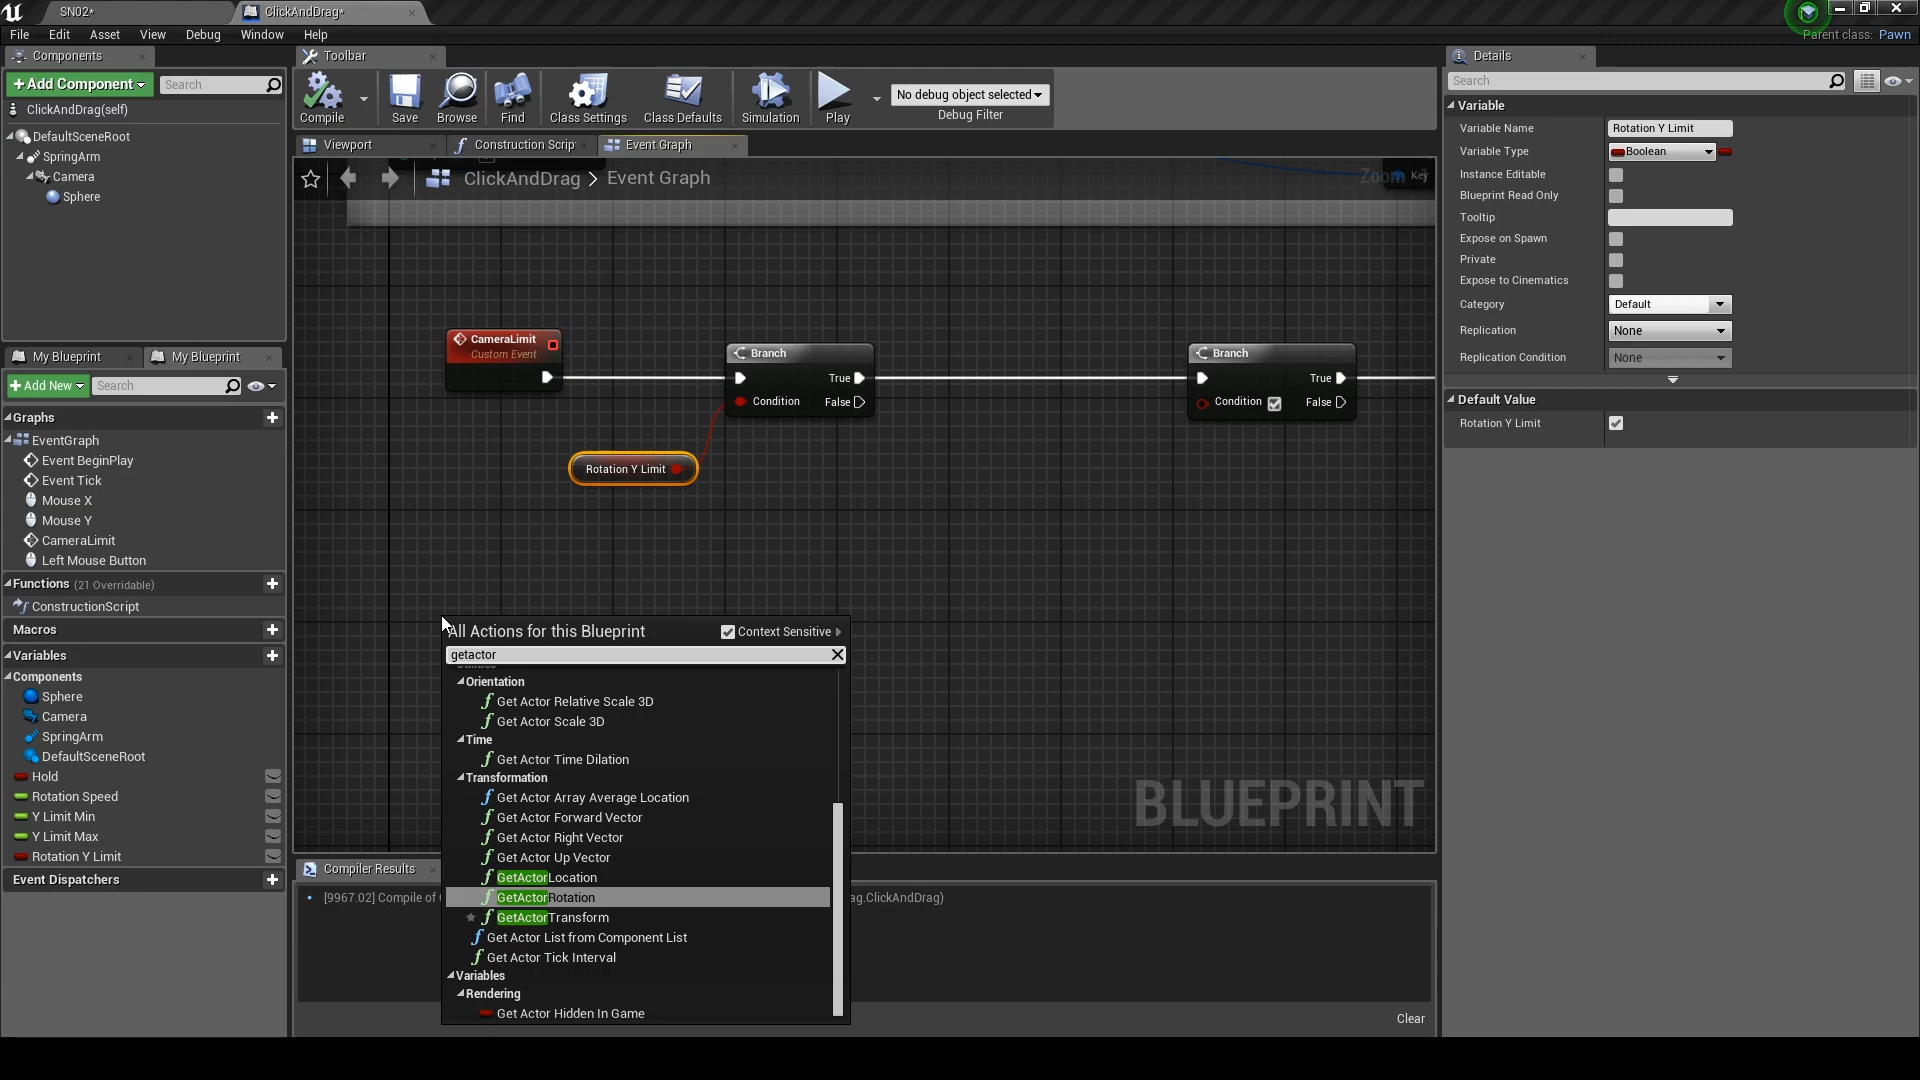 SN02*
ClickAndDrag*
File Edit Asset View Debug Window Help
Parent class: Pawn
Components
+Add Component
Search
ClickAndDrag(self)
DefaultSceneRoot
SpringArm
Camera
Sphere
My Blueprint
My Blueprint
+Add New
Search
Graphs
EventGraph
Event BeginPlay
Event Tick
Mouse X
Mouse Y
CameraLimit
Left Mouse Button
Functions (21 Overridable)
ConstructionScript
Macros
Variables
Components
Sphere
Camera
SpringArm
DefaultSceneRoot
Hold
Rotation Speed
Y Limit Min
Y Limit Max
Rotation Y Limit
Event Dispatchers
Toolbar
Compile
Save
Browse
Find
Class Settings
Class Defaults
Simulation
Play
No debug object selected
Debug Filter
Viewport
Construction Scrip
Event Graph
ClickAndDrag > Event Graph
Zoom
Key
CameraLimit
Custom Event
Branch
True
Condition
False
Branch
True
Condition
False
Rotation Y Limit
BLUEPRINT
All Actions for this Blueprint
Context Sensitive
getactor
Utilities
Orientation
Get Actor Relative Scale 3D
Get Actor Scale 3D
Time
Get Actor Time Dilation
Transformation
Get Actor Array Average Location
Get Actor Forward Vector
Get Actor Right Vector
Get Actor Up Vector
GetActorLocation
GetActorRotation
GetActorTransform
Get Actor List from Component List
Get Actor Tick Interval
Variables
Rendering
Get Actor Hidden In Game
Compiler Results
[9967.02] Compile of
ag.ClickAndDrag)
Clear
Details
Search
Variable
Variable Name
Rotation Y Limit
Variable Type
Boolean
Instance Editable
Blueprint Read Only
Tooltip
Expose on Spawn
Private
Expose to Cinematics
Category
Default
Replication
None
Replication Condition
None
Default Value
Rotation Y Limit